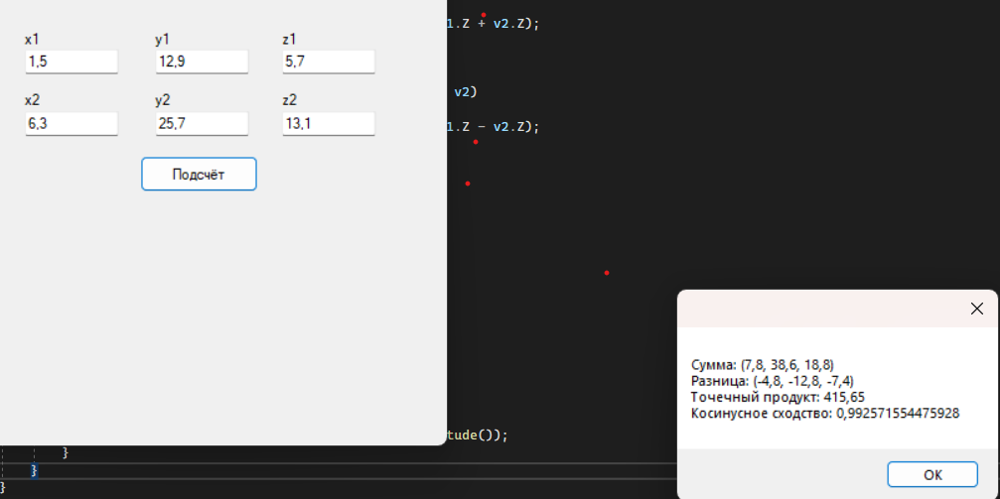 x1 y1 z1
1,5 12,9 5,7
x2 y2 z2
6,3 25,7 13,1
Подсчёт
1.Z + v2.Z);
v2)
1.Z - v2.Z);
tude());
}
}
}
Сумма: (7,8, 38,6, 18,8)
Разница: (-4,8, -12,8, -7,4)
Точечный продукт: 415,65
Косинусное сходство: 0,992571554475928
OK